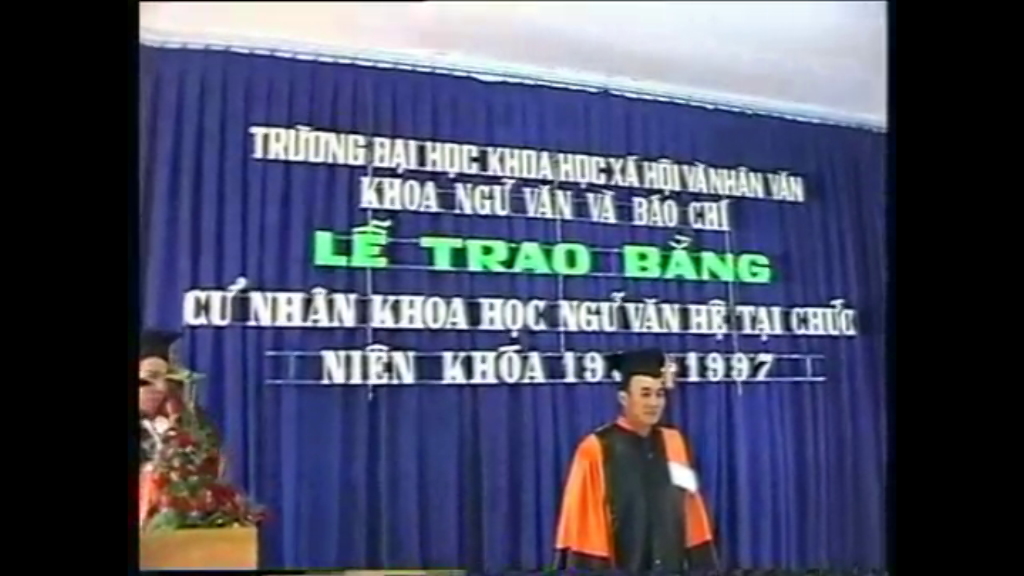 TRƯỜNG ĐẠI HỌC KHOA HỌC XÃ HỘI VÀ NHÂN VĂN
KHOA NGỮ VĂN VÀ BÁO CHÍ
LỄ TRAO BẰNG
CỬ NHÂN KHOA HỌC NGỮ VĂN HỆ TẠI CHỨC
NIÊN KHÓA 1997